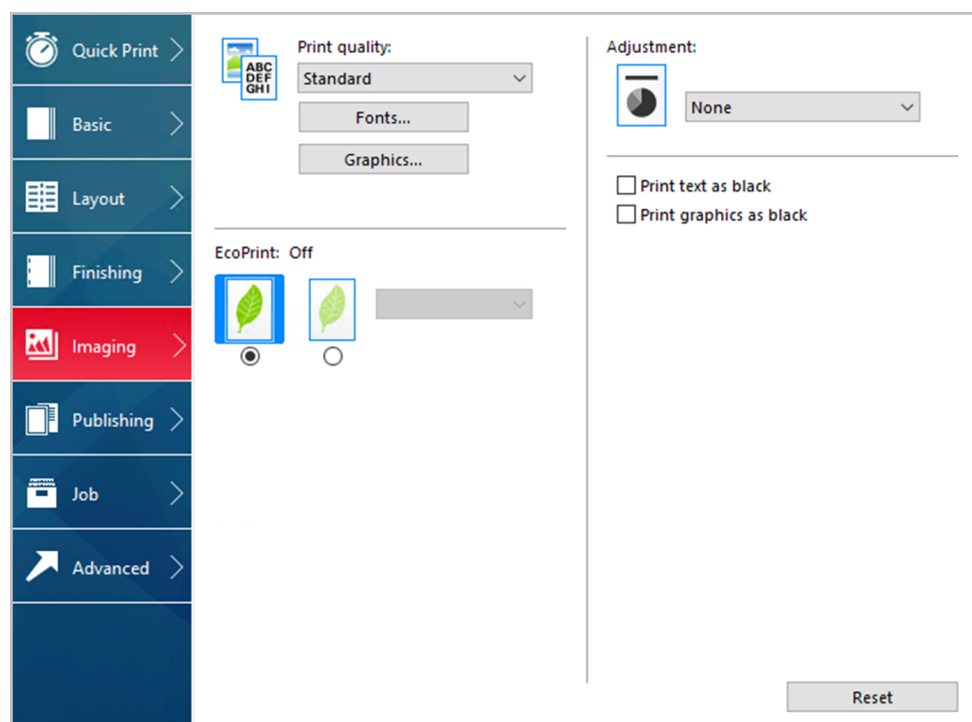 Quick Print
Basic
Layout
Finishing
Imaging
Publishing
Job
Advanced
ABC
DEF
GHI
Print quality:
Standard
Fonts...
Graphics...
EcoPrint: Off
Adjustment:
None
Print text as black
Print graphics as black
Reset